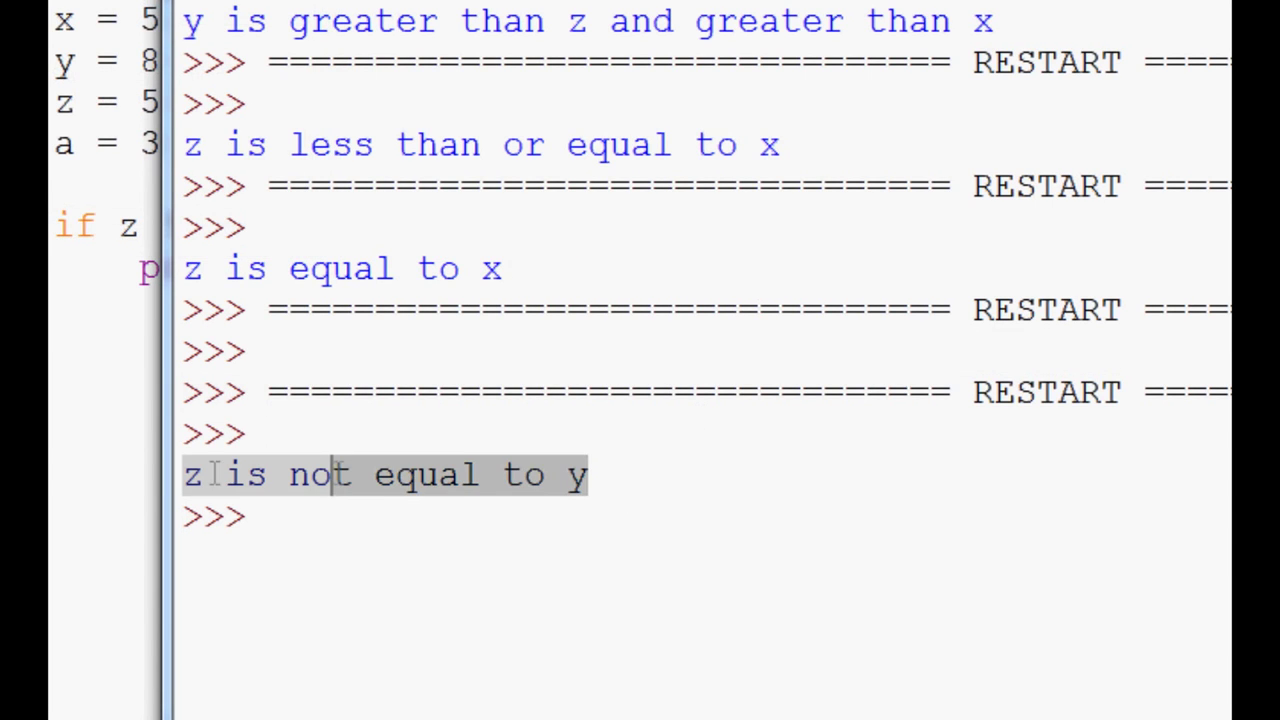 x = 5
y = 8
z = 5
a = 3
if z
p
y is greater than z and greater than x
>>> ================================ RESTART =====
>>>
z is less than or equal to x
>>> ================================ RESTART =====
>>>
z is equal to x
>>> ================================ RESTART =====
>>>
>>> ================================ RESTART =====
>>>
z is not equal to y
>>>